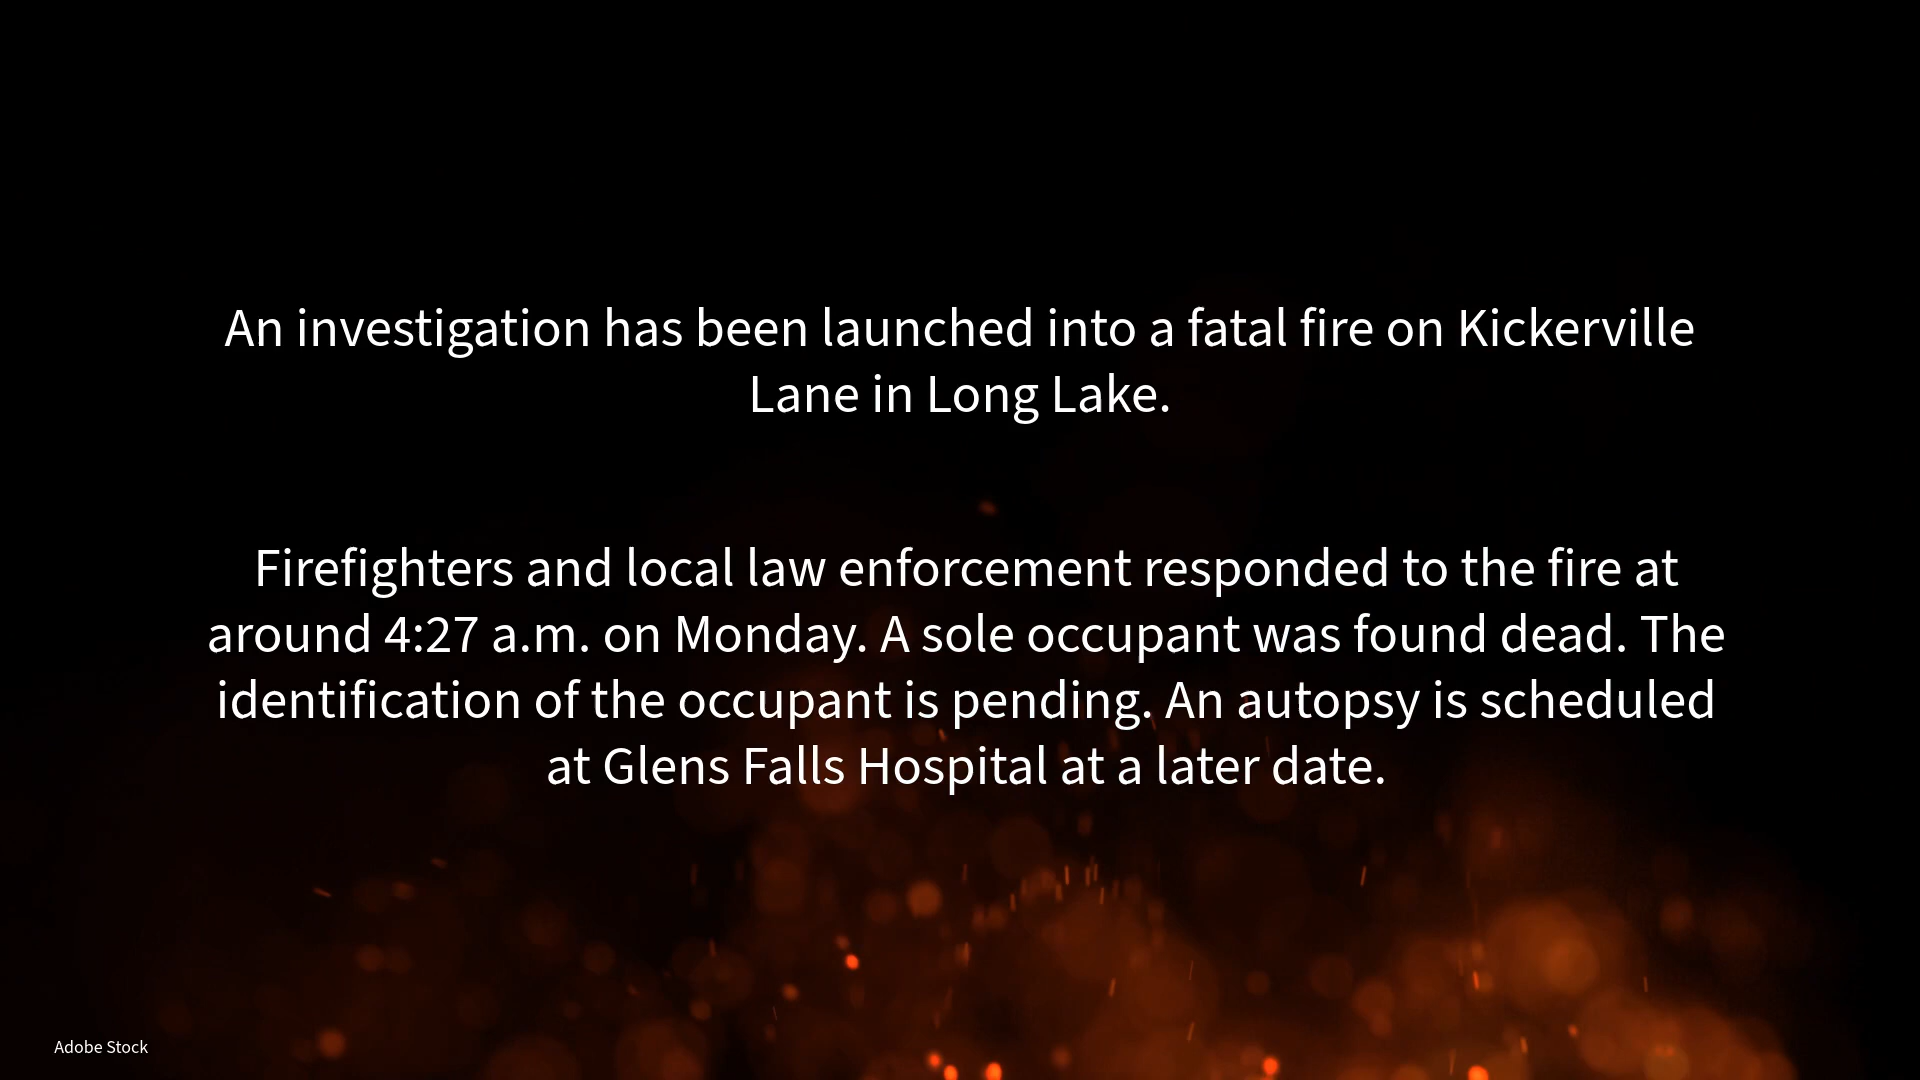 An investigation has been launched into a fatal fire on Kickerville
Lane in Long Lake.
Firefighters and local law enforcement responded to the fire at
around 4:27 a.m. on Monday. A sole occupant was found dead. The
identification of the occupant is pending. An autopsy is scheduled
at Glens Falls Hospital at a later date.
Adobe Stock